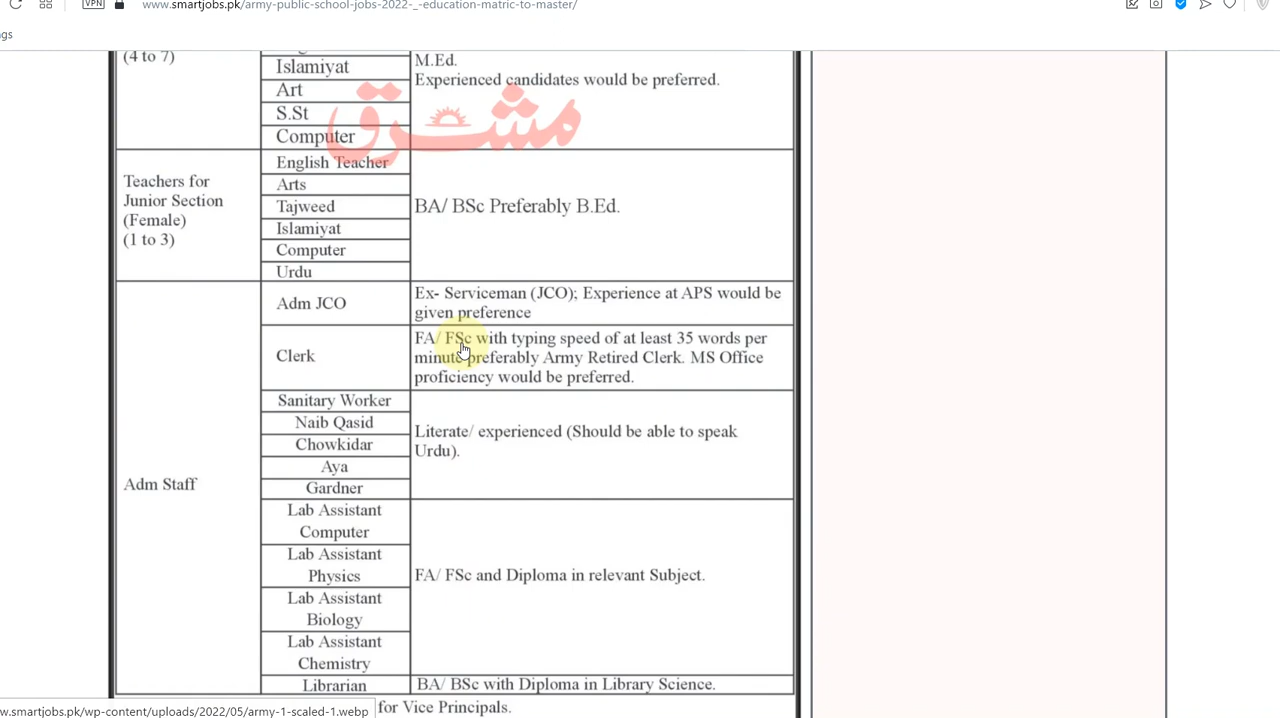 www.smartjobs.pk/army-public-school-jobs-2022-_-education-matric-to-master/
VPN
gs
(4 to 7)
Islamiyat
Art
S.St
Computer
M.Ed.
Experienced candidates would be preferred.
مشرق
Teachers for
Junior Section
(Female)
(1 to 3)
English Teacher
Arts
Tajweed
Islamiyat
Computer
Urdu
BA/ BSc Preferably B.Ed.
Adm Staff
Adm JCO
Ex- Serviceman (JCO); Experience at APS would be
given preference
Clerk
FA/ FSc with typing speed of at least 35 words per
minute preferably Army Retired Clerk. MS Office
proficiency would be preferred.
Sanitary Worker
Naib Qasid
Chowkidar
Aya
Gardner
Literate/ experienced (Should be able to speak
Urdu).
Lab Assistant
Computer
Lab Assistant
Physics
Lab Assistant
Biology
Lab Assistant
Chemistry
FA/ FSc and Diploma in relevant Subject.
Librarian
BA/ BSc with Diploma in Library Science.
for Vice Principals.
w.smartjobs.pk/wp-content/uploads/2022/05/army-1-scaled-1.webp